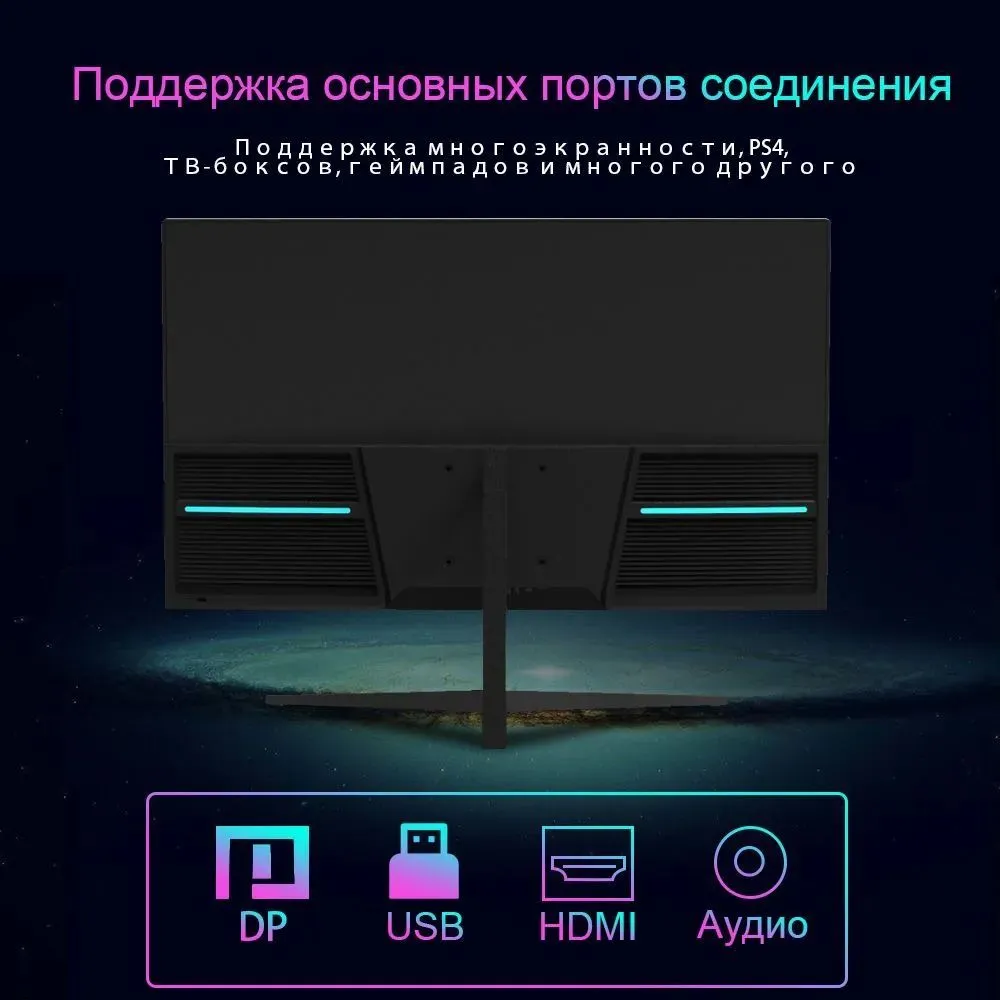 Поддержка основных портов соединения
Поддержка многоэкранности, PS4,
ТВ-боксов, геймпадов и многого другого
DP
USB
HDMI
Аудио